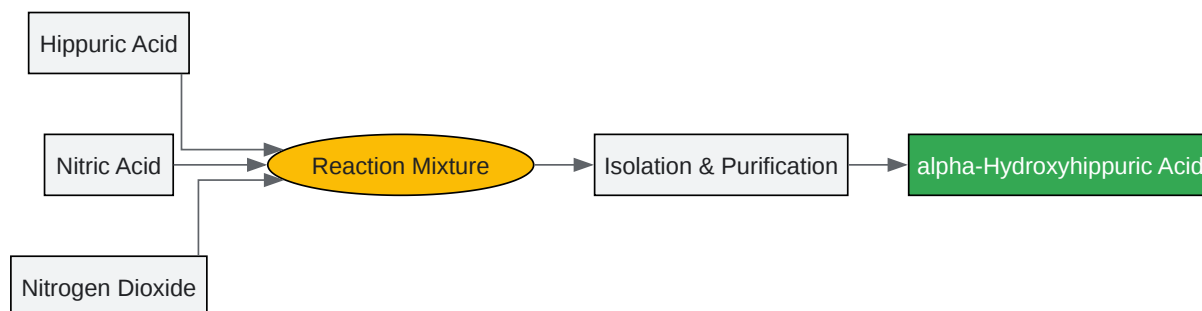 Hippuric Acid
Nitric Acid
Nitrogen Dioxide
Reaction Mixture
Isolation & Purification
alpha-Hydroxyhippuric Acid